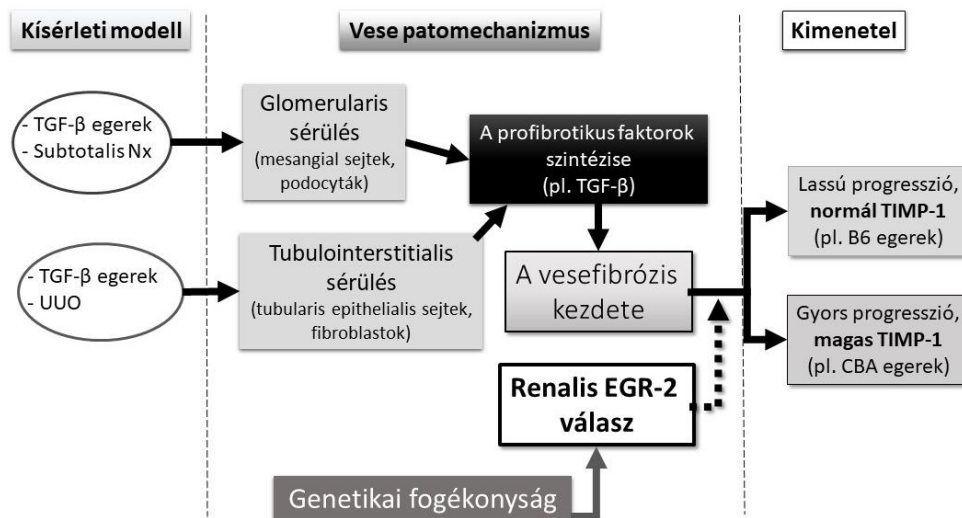 Kísérleti modell
Vese patomechanizmus
Kimenetel
- TGF-β egerek
- Subtotalis Nx
Glomerularis
sérülés
(mesangial sejtek,
podocyták)
A profibrotikus faktorok
szintézise
(pl. TGF-β)
Lassú progresszió,
normál TIMP-1
(pl. B6 egerek)
- TGF-β egerek
- UUO
Tubulointerstitialis
sérülés
(tubularis epithelialis sejtek,
fibroblastok)
A vesefibrózis
kezdete
Gyors progresszió,
magas TIMP-1
(pl. CBA egerek)
Renalis EGR-2
válasz
Genetikai fogékonyság